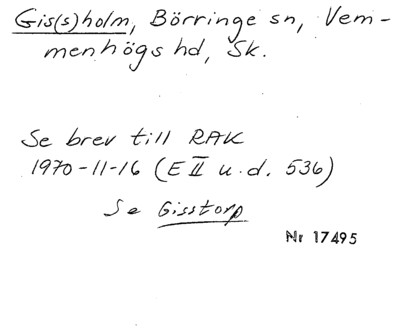 Gis(s)holm, Börringe sn, Vem-
menhögs hd, Sk.
Se brev till RAK
1970-11-16 (E II u.d. 536)
Se Gisstorp
Nr 17495